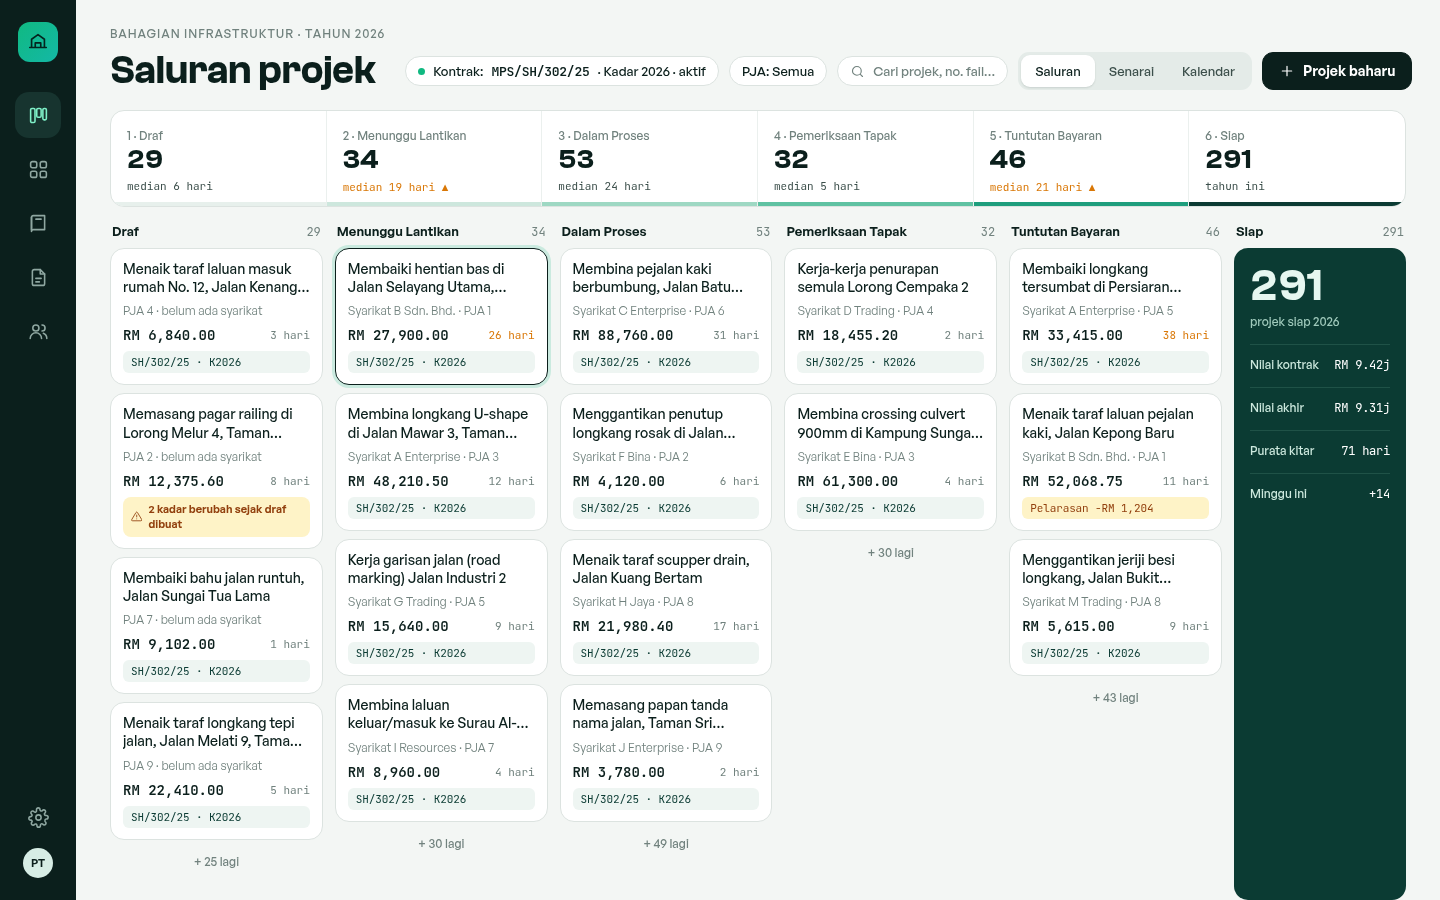 BAHAGIAN INFRASTRUKTUR · TAHUN 2026
Saluran projek
Kontrak: MPS/SH/302/25 · Kadar 2026 · aktif
PJA: Semua
Cari projek, no. fail...
Saluran
Senarai
Kalendar
+ Projek baharu
1 · Draf
29
median 6 hari
2 · Menunggu Lantikan
34
median 19 hari ▲
3 · Dalam Proses
53
median 24 hari
4 · Pemeriksaan Tapak
32
median 5 hari
5 · Tuntutan Bayaran
46
median 21 hari ▲
6 · Siap
291
tahun ini
Draf 29
Menaik taraf laluan masuk
rumah No. 12, Jalan Kenang...
PJA 4 · belum ada syarikat
RM 6,840.00 3 hari
SH/302/25 · K2026
Memasang pagar railing di
Lorong Melur 4, Taman...
PJA 2 · belum ada syarikat
RM 12,375.60 8 hari
2 kadar berubah sejak draf
dibuat
Membaiki bahu jalan runtuh,
Jalan Sungai Tua Lama
PJA 7 · belum ada syarikat
RM 9,102.00 1 hari
SH/302/25 · K2026
Menaik taraf longkang tepi
jalan, Jalan Melati 9, Tama...
PJA 9 · belum ada syarikat
RM 22,410.00 5 hari
SH/302/25 · K2026
+ 25 lagi
Menunggu Lantikan 34
Membaiki hentian bas di
Jalan Selayang Utama,...
Syarikat B Sdn. Bhd. · PJA 1
RM 27,900.00 26 hari
SH/302/25 · K2026
Membina longkang U-shape
di Jalan Mawar 3, Taman...
Syarikat A Enterprise · PJA 3
RM 48,210.50 12 hari
SH/302/25 · K2026
Kerja garisan jalan (road
marking) Jalan Industri 2
Syarikat G Trading · PJA 5
RM 15,640.00 9 hari
SH/302/25 · K2026
Membina laluan
keluar/masuk ke Surau Al-...
Syarikat I Resources · PJA 7
RM 8,960.00 4 hari
SH/302/25 · K2026
+ 30 lagi
Dalam Proses 53
Membina pejalan kaki
berbumbung, Jalan Batu...
Syarikat C Enterprise · PJA 6
RM 88,760.00 31 hari
SH/302/25 · K2026
Menggantikan penutup
longkang rosak di Jalan...
Syarikat F Bina · PJA 2
RM 4,120.00 6 hari
SH/302/25 · K2026
Menaik taraf scupper drain,
Jalan Kuang Bertam
Syarikat H Jaya · PJA 8
RM 21,980.40 17 hari
SH/302/25 · K2026
Memasang papan tanda
nama jalan, Taman Sri...
Syarikat J Enterprise · PJA 9
RM 3,780.00 2 hari
SH/302/25 · K2026
+ 49 lagi
Pemeriksaan Tapak 32
Kerja-kerja penurapan
semula Lorong Cempaka 2
Syarikat D Trading · PJA 4
RM 18,455.20 2 hari
SH/302/25 · K2026
Membina crossing culvert
900mm di Kampung Sunga...
Syarikat E Bina · PJA 3
RM 61,300.00 4 hari
SH/302/25 · K2026
+ 30 lagi
Tuntutan Bayaran 46
Membaiki longkang
tersumbat di Persiaran...
Syarikat A Enterprise · PJA 5
RM 33,415.00 38 hari
SH/302/25 · K2026
Menaik taraf laluan pejalan
kaki, Jalan Kepong Baru
Syarikat B Sdn. Bhd. · PJA 1
RM 52,068.75 11 hari
Pelarasan -RM 1,204
Menggantikan jeriji besi
longkang, Jalan Bukit...
Syarikat M Trading · PJA 8
RM 5,615.00 9 hari
SH/302/25 · K2026
+ 43 lagi
Siap 291
291
projek siap 2026
Nilai kontrak RM 9.42j
Nilai akhir RM 9.31j
Purata kitar 71 hari
Minggu ini +14
PT